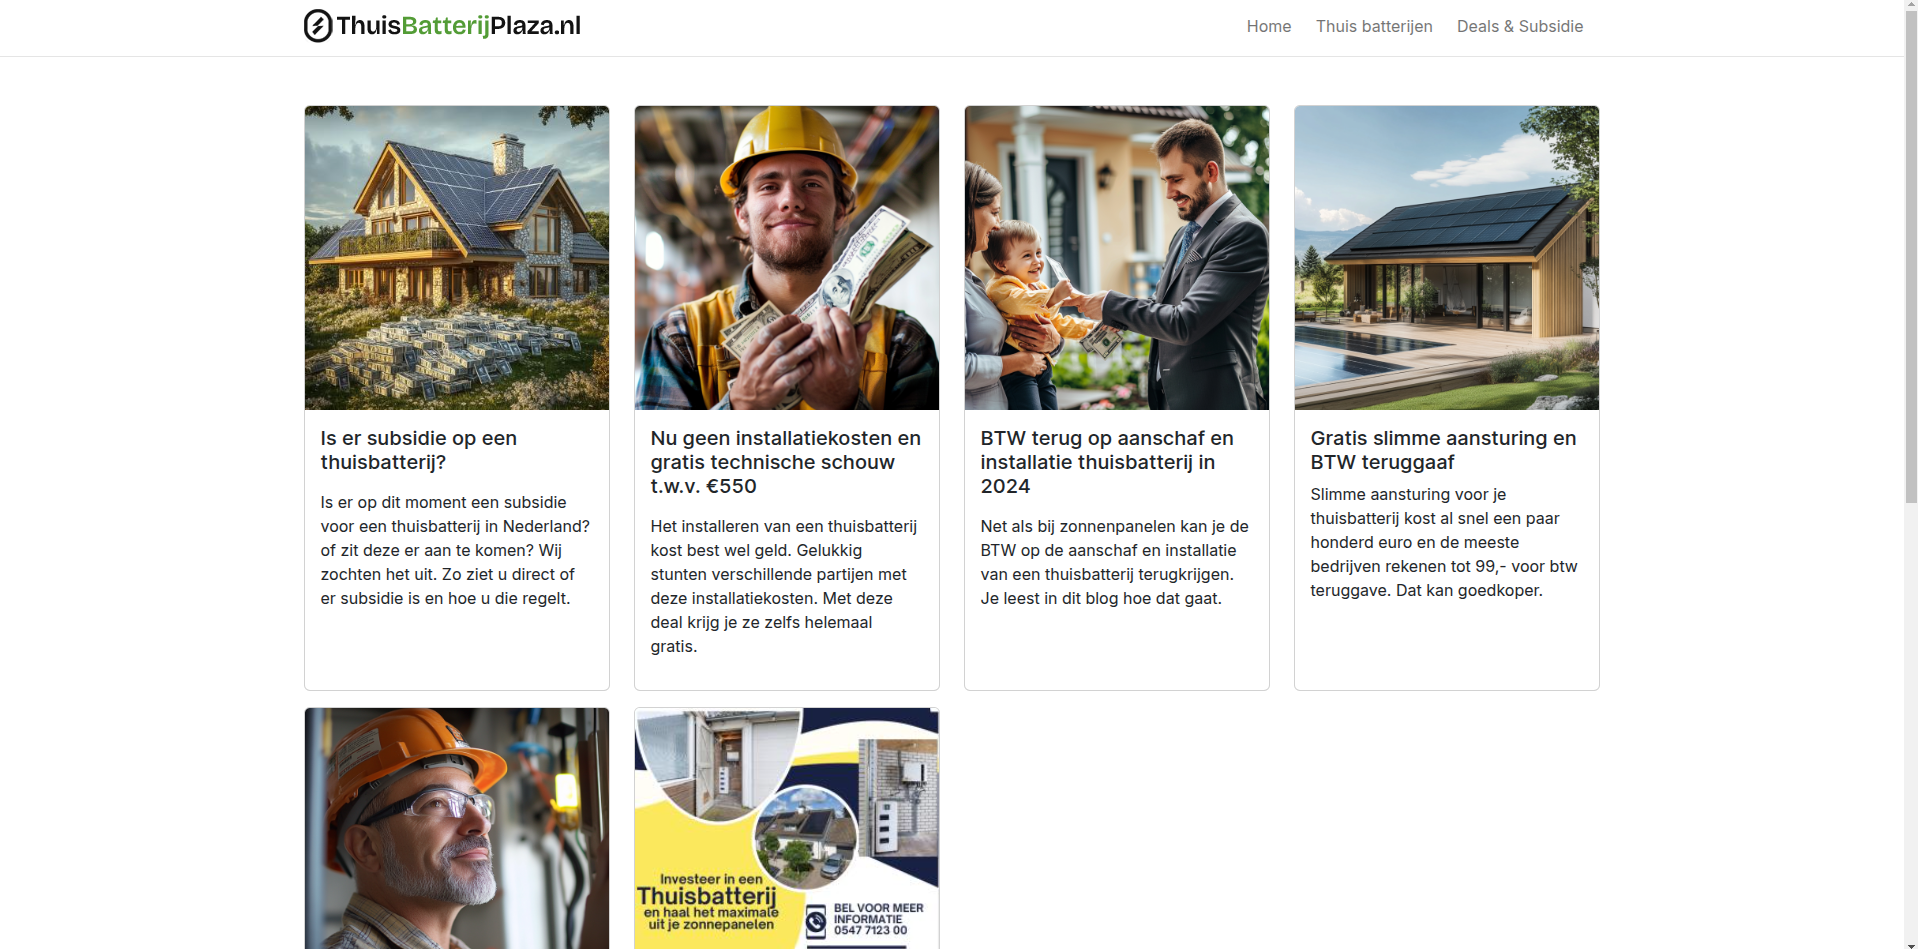 ThuisBatterijPlaza.nl
Home
Thuis batterijen
Deals & Subsidie
Is er subsidie op een
thuisbatterij?
Is er op dit moment een subsidie
voor een thuisbatterij in Nederland?
of zit deze er aan te komen? Wij
zochten het uit. Zo ziet u direct of
er subsidie is en hoe u die regelt.
Nu geen installatiekosten en
gratis technische schouw
t.w.v. €550
Het installeren van een thuisbatterij
kost best wel geld. Gelukkig
stunten verschillende partijen met
deze installatiekosten. Met deze
deal krijg je ze zelfs helemaal
gratis.
BTW terug op aanschaf en
installatie thuisbatterij in
2024
Net als bij zonnenpanelen kan je de
BTW op de aanschaf en installatie
van een thuisbatterij terugkrijgen.
Je leest in dit blog hoe dat gaat.
Gratis slimme aansturing en
BTW teruggaaf
Slimme aansturing voor je
thuisbatterij kost al snel een paar
honderd euro en de meeste
bedrijven rekenen tot 99,- voor btw
teruggave. Dat kan goedkoper.
Investeer in een
Thuisbatterij
en haal het maximale
uit je zonnepanelen
BEL VOOR MEER
INFORMATIE
0547 7123 00